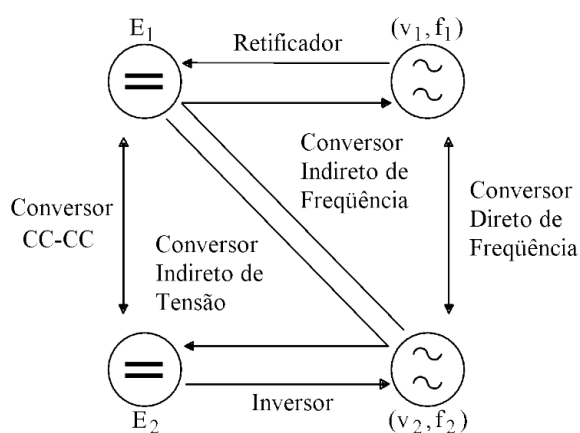 E₁
(v₁,f₁)
Retificador
Conversor
Indireto de
Freqüência
Conversor
CC-CC
Conversor
Direto de
Freqüência
Conversor
Indireto de
Tensão
Inversor
E₂
(v₂,f₂)